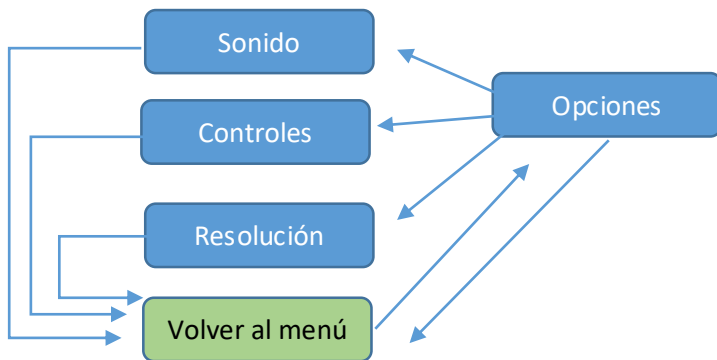 Sonido
Opciones
Controles
Resolución
Volver al menú